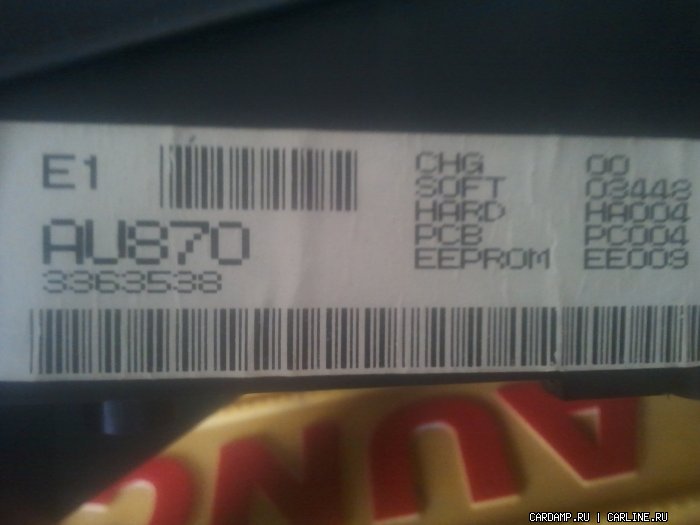 E1
AU870
3363538
CHG 00
SOFT 03448
HARD HA004
PCB PC004
EEPROM EE009
CARDAMP.RU | CARLINE.RU